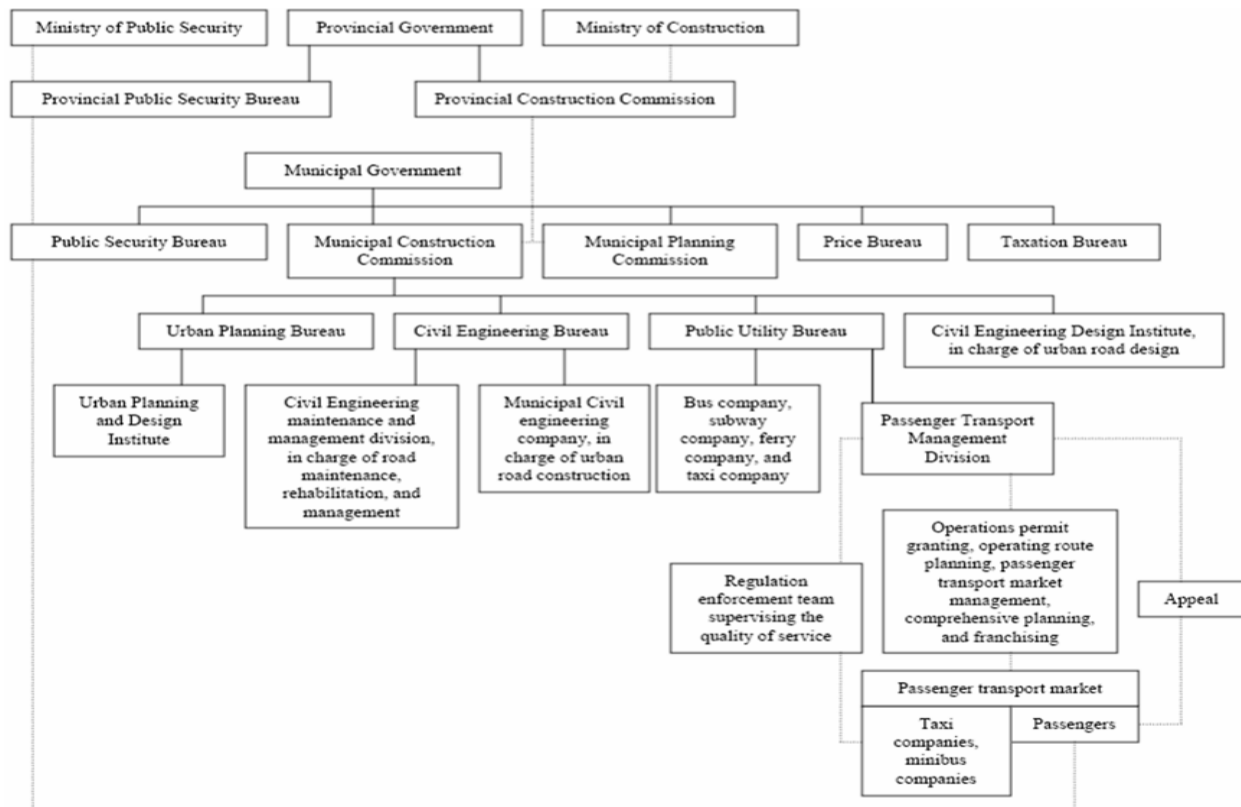 Ministry of Public Security
Provincial Government
Ministry of Construction
Provincial Public Security Bureau
Provincial Construction Commission
Municipal Government
Public Security Bureau
Municipal Construction
Commission
Municipal Planning
Commission
Price Bureau
Taxation Bureau
Urban Planning Bureau
Civil Engineering Bureau
Public Utility Bureau
Civil Engineering Design Institute,
in charge of urban road design
Urban Planning
and Design
Institute
Civil Engineering
maintenance and
management division,
in charge of road
maintenance,
rehabilitation, and
management
Municipal Civil
engineering
company, in
charge of urban
road construction
Bus company,
subway
company, ferry
company, and
taxi company
Passenger Transport
Management
Division
Regulation
enforcement team
supervising the
quality of service
Operations permit
granting, operating route
planning, passenger
transport market
management,
comprehensive planning,
and franchising
Appeal
Passenger transport market
Taxi
companies,
minibus
companies
Passengers